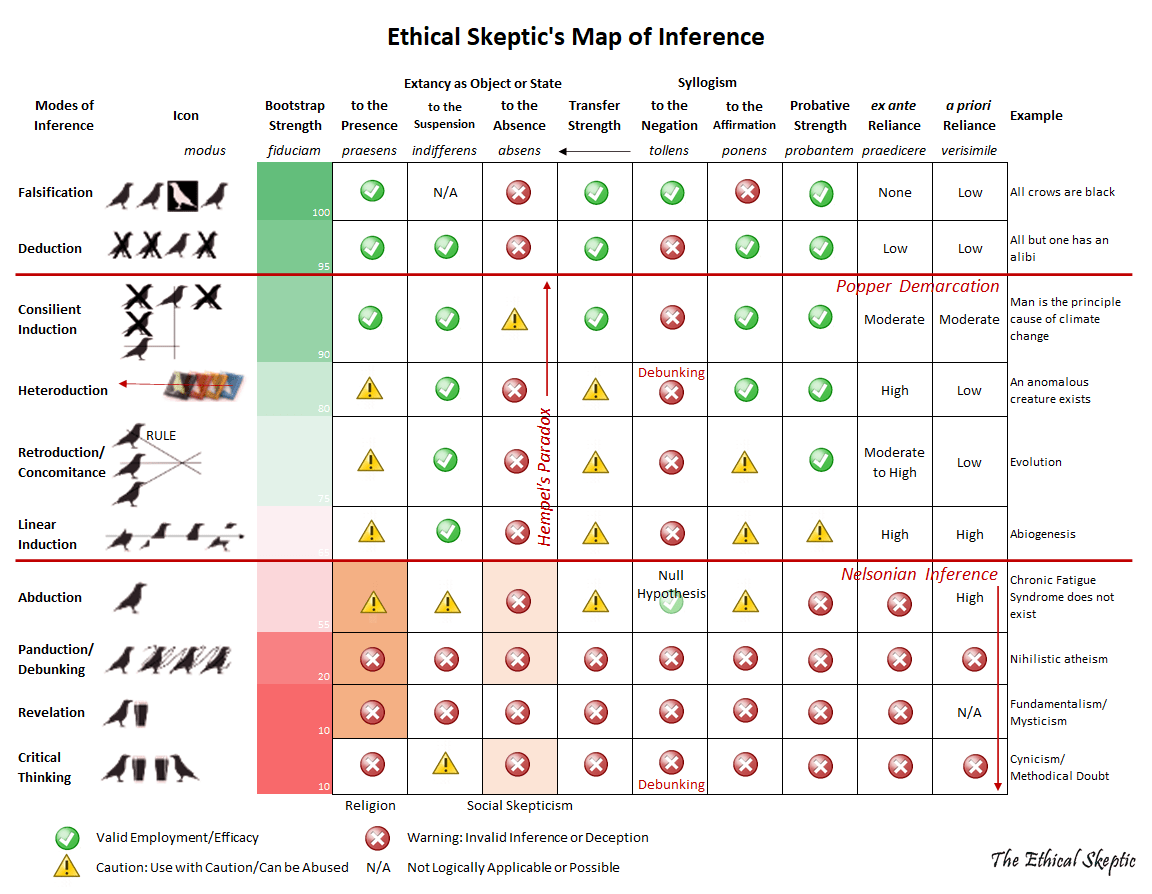 Ethical Skeptic's Map of Inference
Extancy as Object or State
Syllogism
Modes of Inference
Icon
modus
Bootstrap Strength
fiduciam
to the Presence
praesens
to the Suspension
indifferens
to the Absence
absens
Transfer Strength
to the Negation
tollens
to the Affirmation
ponens
Probative Strength
probantem
ex ante Reliance
praedicere
a priori Reliance
verisimile
Example
Falsification
100
N/A
None
Low
All crows are black
Deduction
95
Low
Low
All but one has an
alibi
Popper Demarcation
Consilient
Induction
90
Moderate
Moderate
Man is the principle
cause of climate
change
Heteroduction
80
Debunking
High
Low
An anomalous
creature exists
Hempel's Paradox
Retroduction/
Concomitance
RULE
75
Moderate
to High
Low
Evolution
Linear
Induction
High
High
Abiogenesis
Nelsonian Inference
Abduction
55
Null
Hypothesis
High
Chronic Fatigue
Syndrome does not
exist
Panduction/
Debunking
20
Nihilistic atheism
Revelation
10
N/A
Fundamentalism/
Mysticism
Critical
Thinking
10
Debunking
Cynicism/
Methodical Doubt
Religion
Social Skepticism
Valid Employment/Efficacy
Warning: Invalid Inference or Deception
Caution: Use with Caution/Can be Abused
N/A
Not Logically Applicable or Possible
The Ethical Skeptic